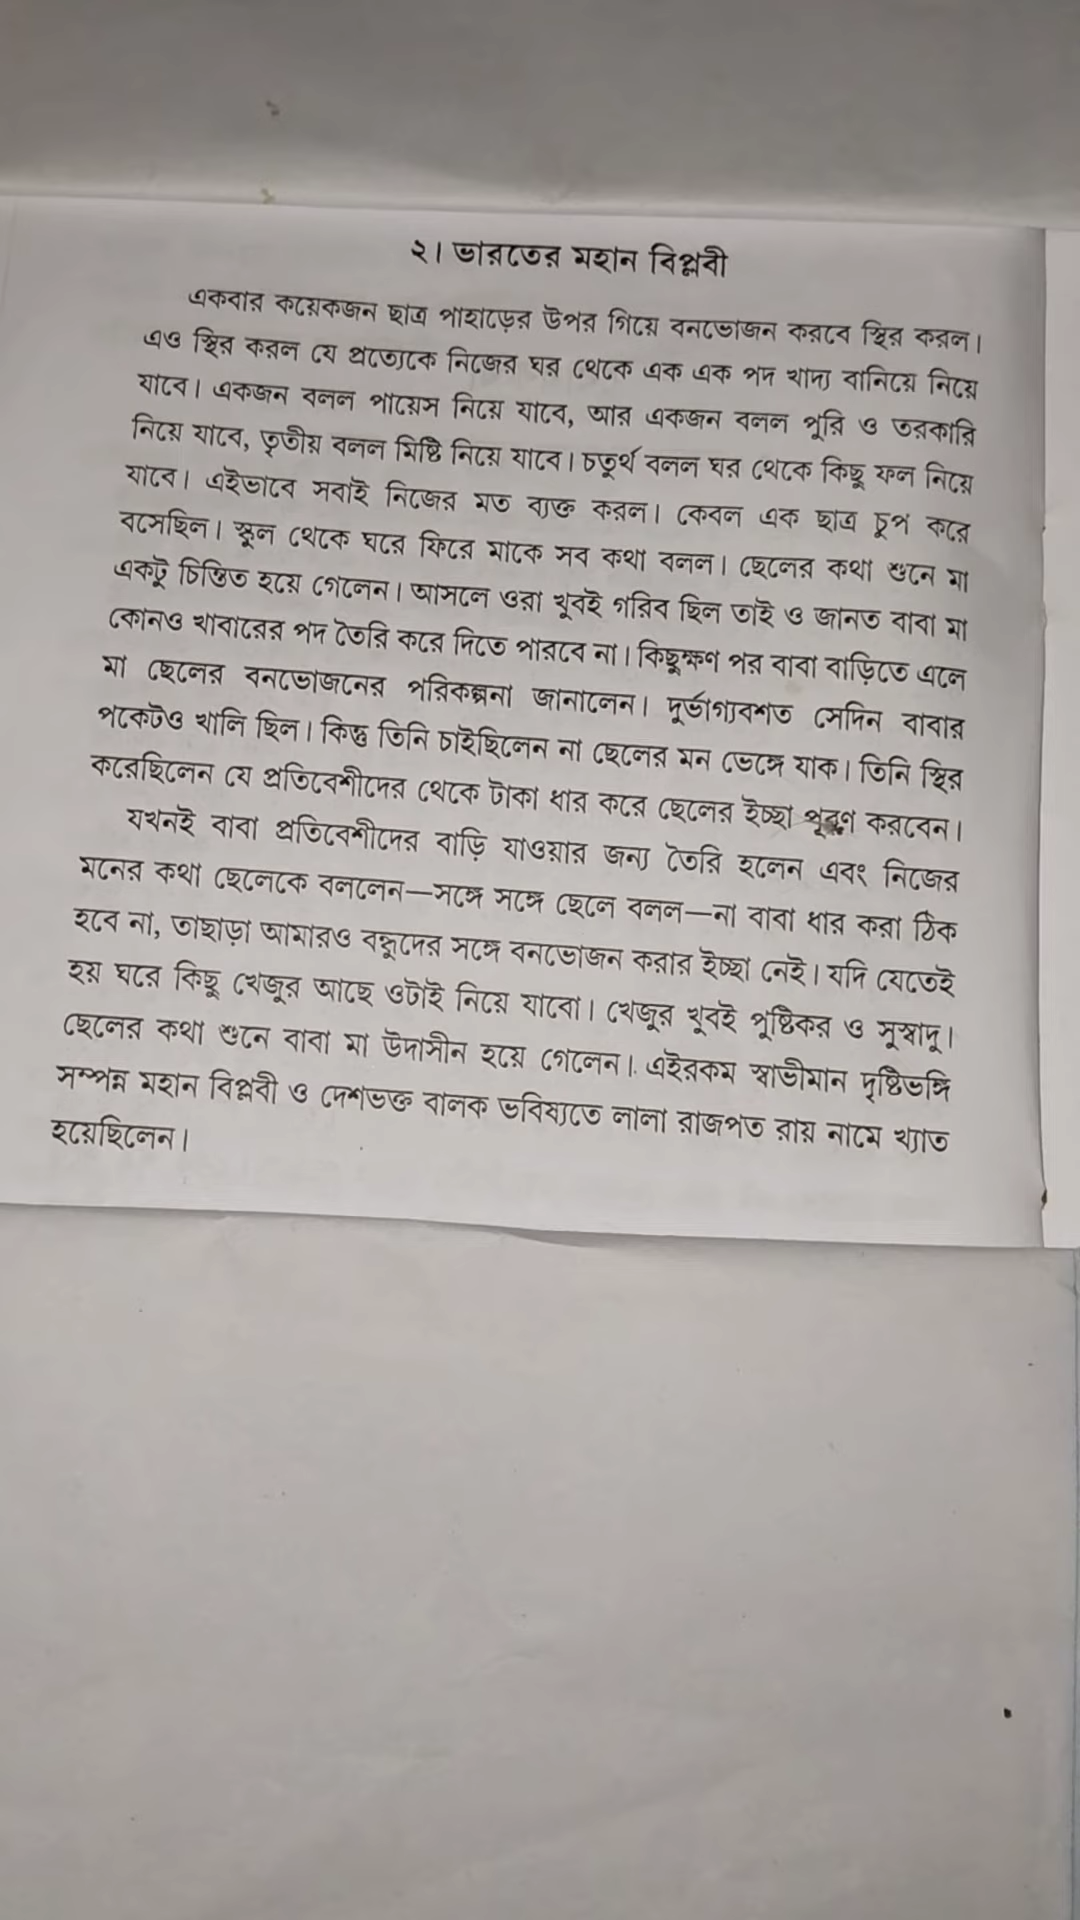 ২। ভারতের মহান বিপ্লবী
একবার কয়েকজন ছাত্র পাহাড়ের উপর গিয়ে বনভোজন করবে স্থির করল।
এও স্থির করল যে প্রত্যেকে নিজের ঘর থেকে এক এক পদ খাদ্য বানিয়ে নিয়ে
যাবে। একজন বলল পায়েস নিয়ে যাবে, আর একজন বলল পুরি ও তরকারি
নিয়ে যাবে, তৃতীয় বলল মিষ্টি নিয়ে যাবে। চতুর্থ বলল ঘর থেকে কিছু ফল নিয়ে
যাবে। এইভাবে সবাই নিজের মত ব্যক্ত করল। কেবল এক ছাত্র চুপ করে
বসেছিল। স্কুল থেকে ঘরে ফিরে মাকে সব কথা বলল। ছেলের কথা শুনে মা
একটু চিন্তিত হয়ে গেলেন। আসলে ওরা খুবই গরিব ছিল তাই ও জানত বাবা মা
কোনও খাবারের পদ তৈরি করে দিতে পারবে না। কিছুক্ষণ পর বাবা বাড়িতে এলে
মা ছেলের বনভোজনের পরিকল্পনা জানালেন। দুর্ভাগ্যবশত সেদিন বাবার
পকেটও খালি ছিল। কিন্তু তিনি চাইছিলেন না ছেলের মন ভেঙ্গে যাক। তিনি স্থির
করেছিলেন যে প্রতিবেশীদের থেকে টাকা ধার করে ছেলের ইচ্ছা পূরণ করবেন।
যখনই বাবা প্রতিবেশীদের বাড়ি যাওয়ার জন্য তৈরি হলেন এবং নিজের
মনের কথা ছেলেকে বললেন—সঙ্গে সঙ্গে ছেলে বলল—না বাবা ধার করা ঠিক
হবে না, তাছাড়া আমারও বন্ধুদের সঙ্গে বনভোজন করার ইচ্ছা নেই। যদি যেতেই
হয় ঘরে কিছু খেজুর আছে ওটাই নিয়ে যাবো। খেজুর খুবই পুষ্টিকর ও সুস্বাদু।
ছেলের কথা শুনে বাবা মা উদাসীন হয়ে গেলেন। এইরকম স্বাভীমান দৃষ্টিভঙ্গি
সম্পন্ন মহান বিপ্লবী ও দেশভক্ত বালক ভবিষ্যতে লালা রাজপত রায় নামে খ্যাত
হয়েছিলেন।